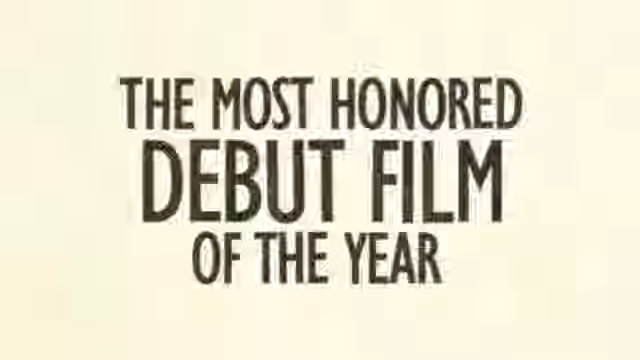 THE MOST HONORED
DEBUT FILM
OF THE YEAR